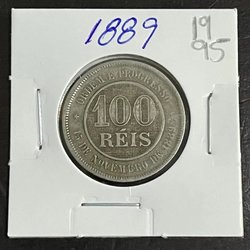 1889
19
95
ORDEM E PROGRESSO
100
RÉIS
15 DE NOVEMBRO DE 1889